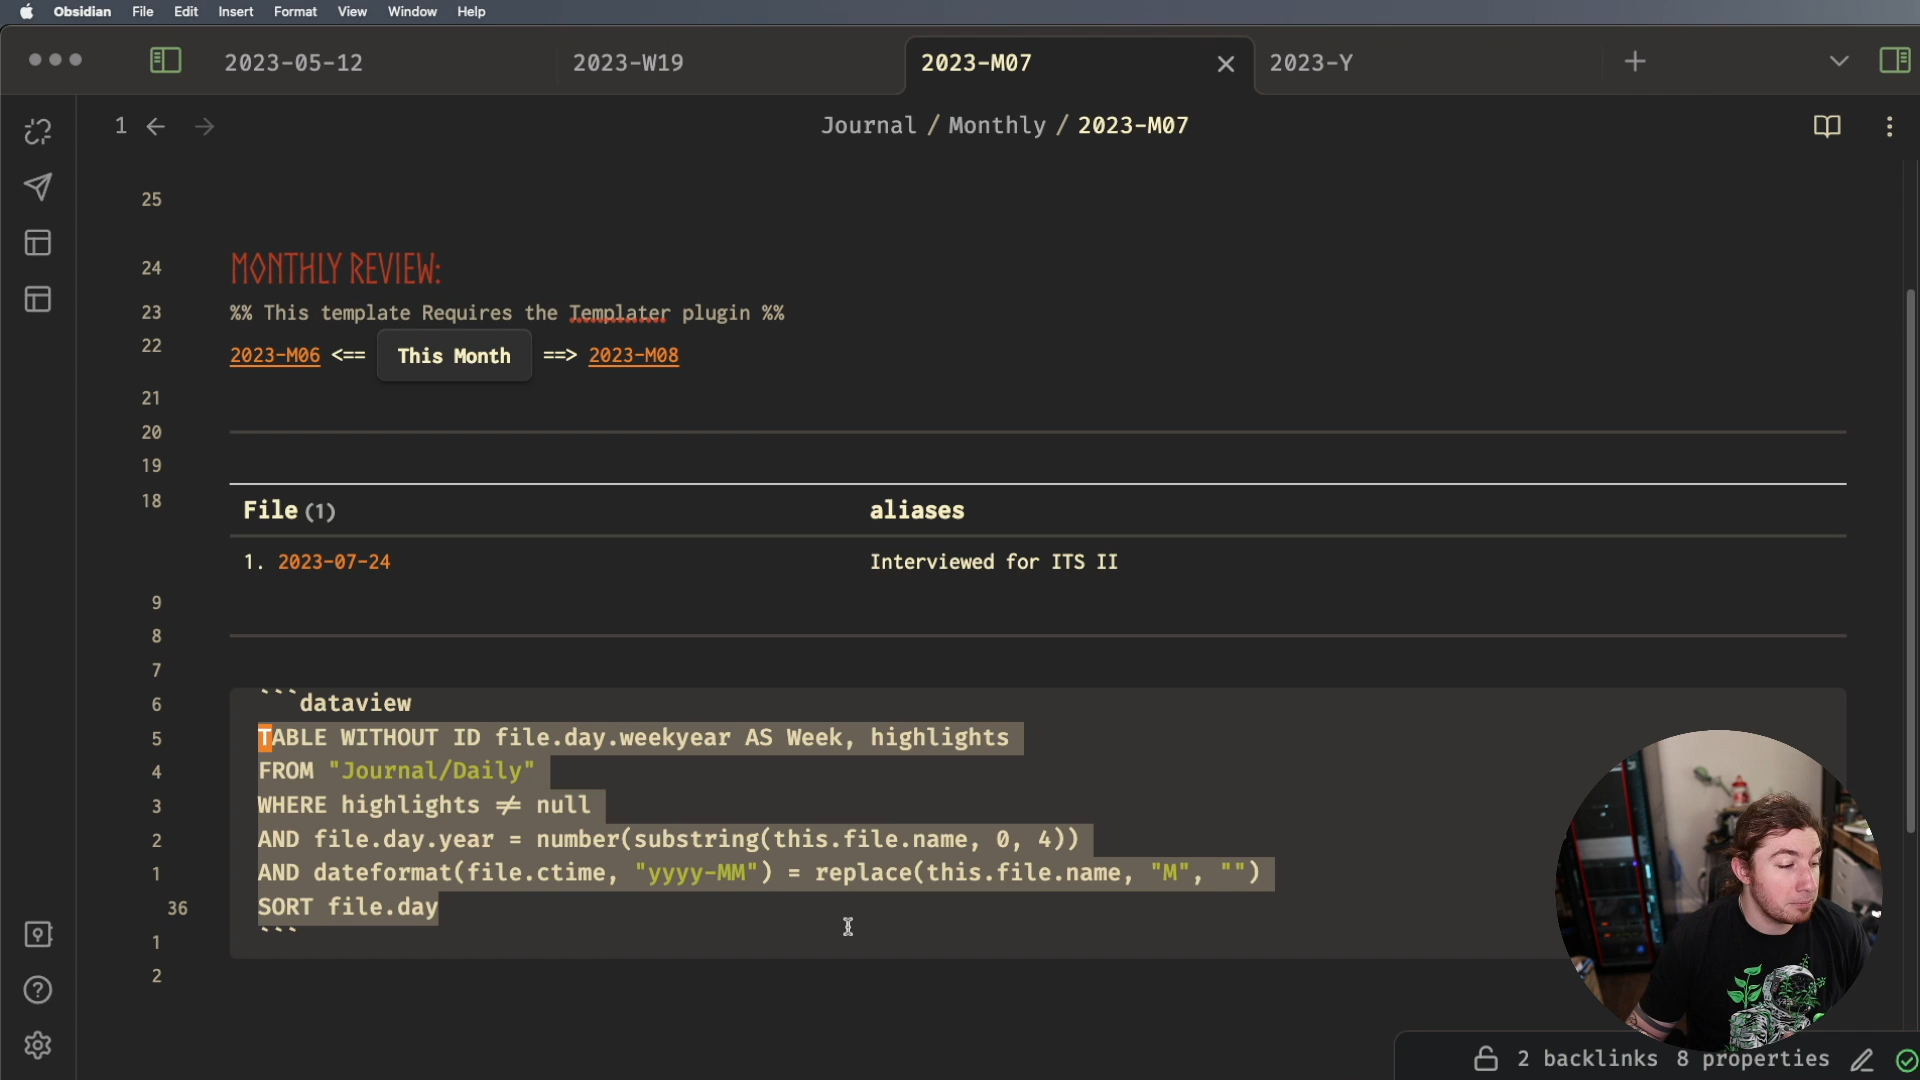 Obsidian File Edit Insert Format View Window Help
2023-05-12 2023-W19 2023-M07 2023-Y
1 Journal / Monthly / 2023-M07
25
24 MONTHLY REVIEW:
23 %% This template Requires the Templater plugin %%
22 2023-M06 <== This Month ==> 2023-M08
21
20
19
18 File (1) aliases
1. 2023-07-24 Interviewed for ITS II
9
8
7
6 ```dataview
5 TABLE WITHOUT ID file.day.weekyear AS Week, highlights
4 FROM "Journal/Daily"
3 WHERE highlights != null
2 AND file.day.year = number(substring(this.file.name, 0, 4))
1 AND dateformat(file.ctime, "yyyy-MM") = replace(this.file.name, "M", "")
36 SORT file.day
1 ```
2
2 backlinks 8 properties